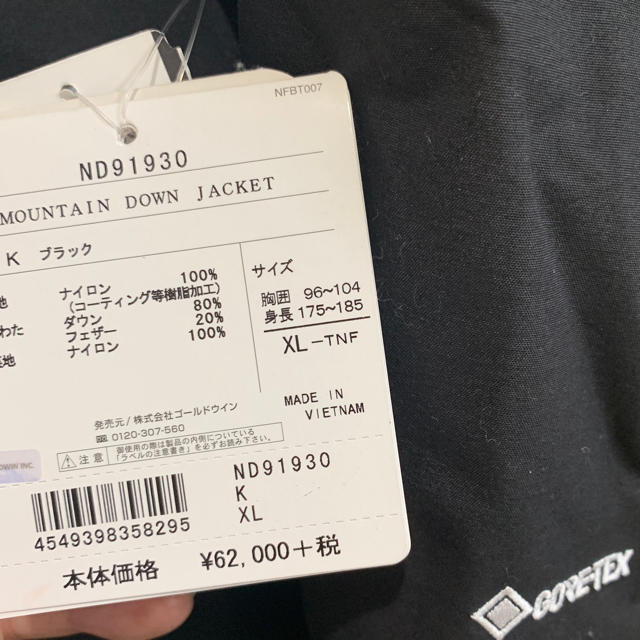 NFBT007
ND91930
MOUNTAIN DOWN JACKET
K ブラック
地 ナイロン 100%
(コーティング等樹脂加工)
わた ダウン 80%
フェザー 20%
地 ナイロン 100%
サイズ
胸囲 96~104
身長 175~185
XL-TNF
MADE IN
VIETNAM
発売元/株式会社ゴールドウイン
0120-307-560
注意 御使用の際は製品の内側についている
「ラベルの注意書き」を必ずお読み下さい。
DWIN INC.
ND91930
K
XL
4549398358295
本体価格 ¥62,000+税
GORE-TEX